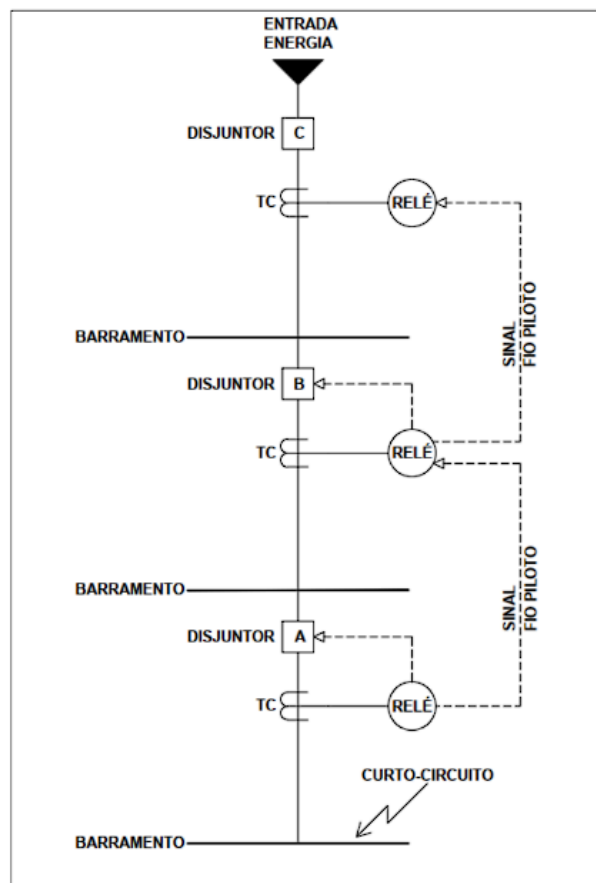 ENTRADA
ENERGIA
DISJUNTOR C
TC
RELÉ
SINAL
FIO PILOTO
BARRAMENTO
DISJUNTOR B
TC
RELÉ
BARRAMENTO
SINAL
FIO PILOTO
DISJUNTOR A
TC
RELÉ
CURTO-CIRCUITO
BARRAMENTO